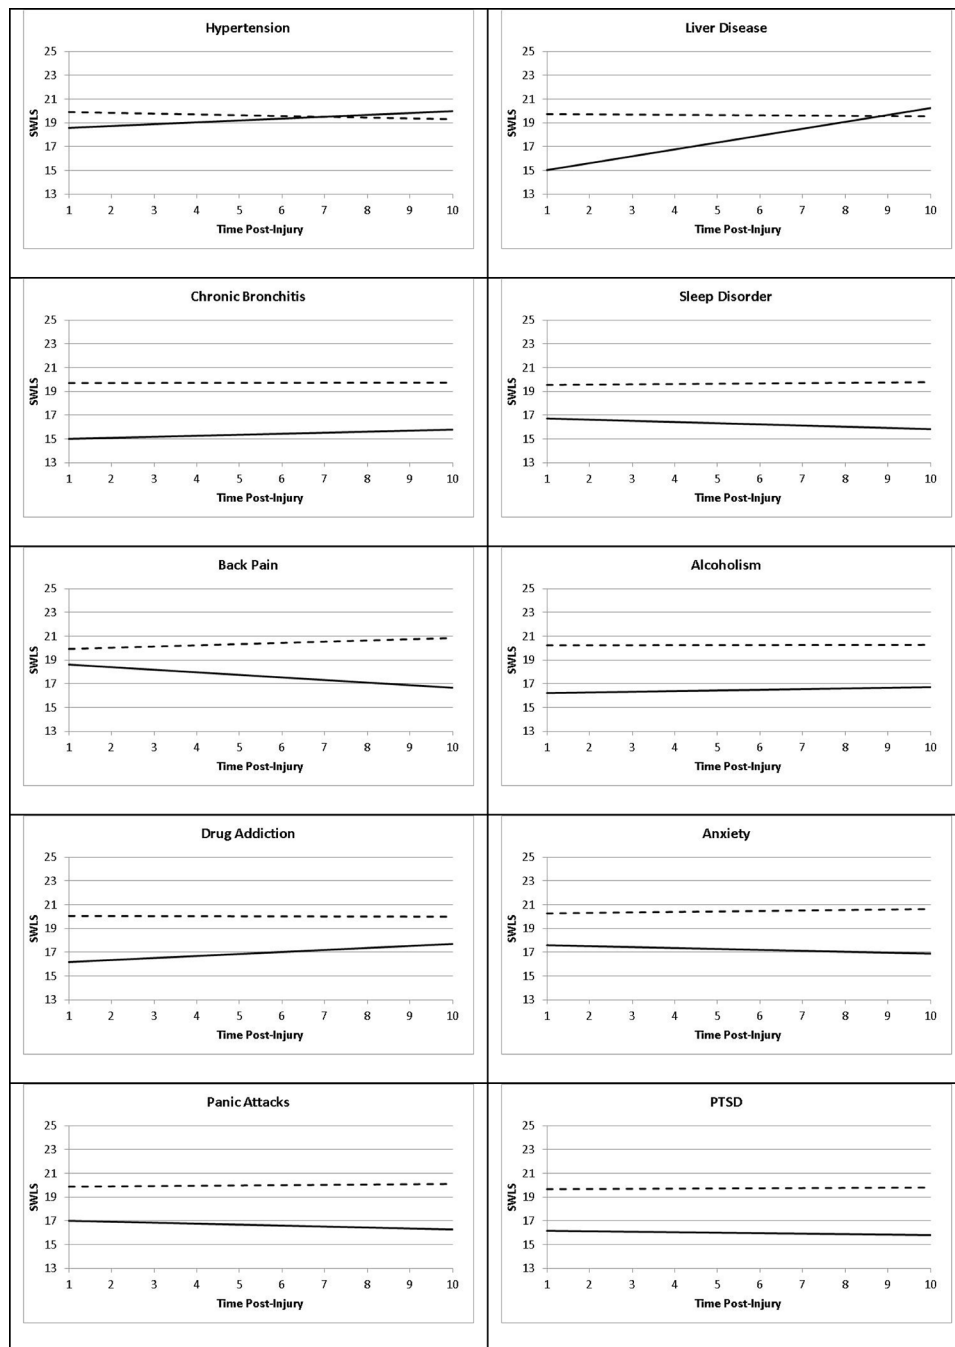 Hypertension
25
23
21
19
17
15
13
SWLS
1 2 3 4 5 6 7 8 9 10
Time Post-Injury
Liver Disease
25
23
21
19
17
15
13
SWLS
1 2 3 4 5 6 7 8 9 10
Time Post-Injury
Chronic Bronchitis
25
23
21
19
17
15
13
SWLS
1 2 3 4 5 6 7 8 9 10
Time Post-Injury
Sleep Disorder
25
23
21
19
17
15
13
SWLS
1 2 3 4 5 6 7 8 9 10
Time Post-Injury
Back Pain
25
23
21
19
17
15
13
SWLS
1 2 3 4 5 6 7 8 9 10
Time Post-Injury
Alcoholism
25
23
21
19
17
15
13
SWLS
1 2 3 4 5 6 7 8 9 10
Time Post-Injury
Drug Addiction
25
23
21
19
17
15
13
SWLS
1 2 3 4 5 6 7 8 9 10
Time Post-Injury
Anxiety
25
23
21
19
17
15
13
SWLS
1 2 3 4 5 6 7 8 9 10
Time Post-Injury
Panic Attacks
25
23
21
19
17
15
13
SWLS
1 2 3 4 5 6 7 8 9 10
Time Post-Injury
PTSD
25
23
21
19
17
15
13
SWLS
1 2 3 4 5 6 7 8 9 10
Time Post-Injury